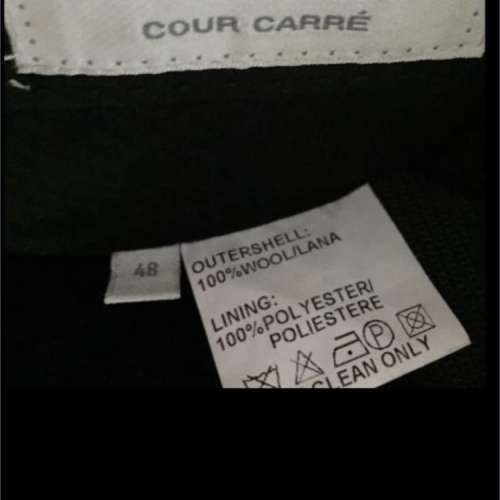 COUR CARRÉ
48
OUTERSHELL:
100%WOOL/LANA
LINING:
100%POLYESTER/
POLIESTERE
P
CLEAN ONLY